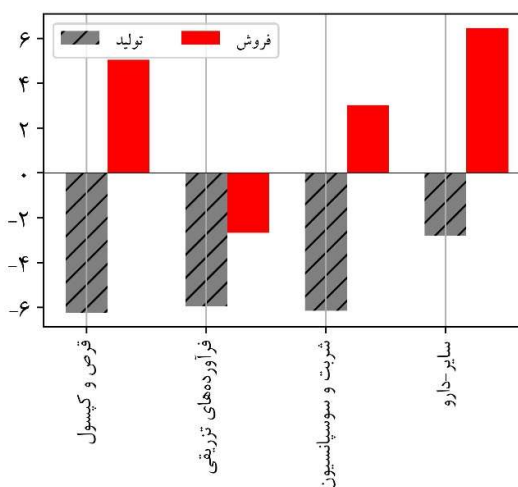 تولید فروش
۶
۴
۲
۰
-۲
-۴
-۶
قرص و کپسول
فرآورده‌های تزریقی
شربت و سوسپانسیون
سایر-دارو